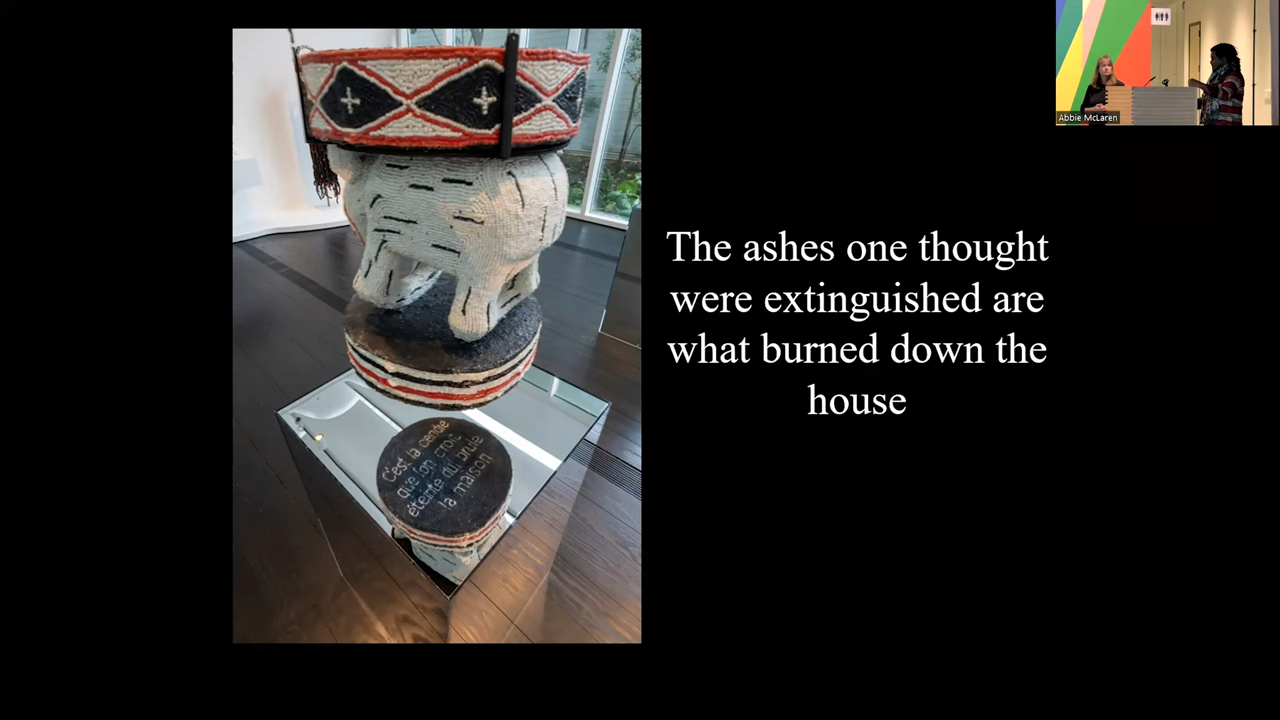 The ashes one thought
were extinguished are
what burned down the
house
C'est la cendre
que l'on croit
éteinte qui brule
la maison
Abbie McLaren